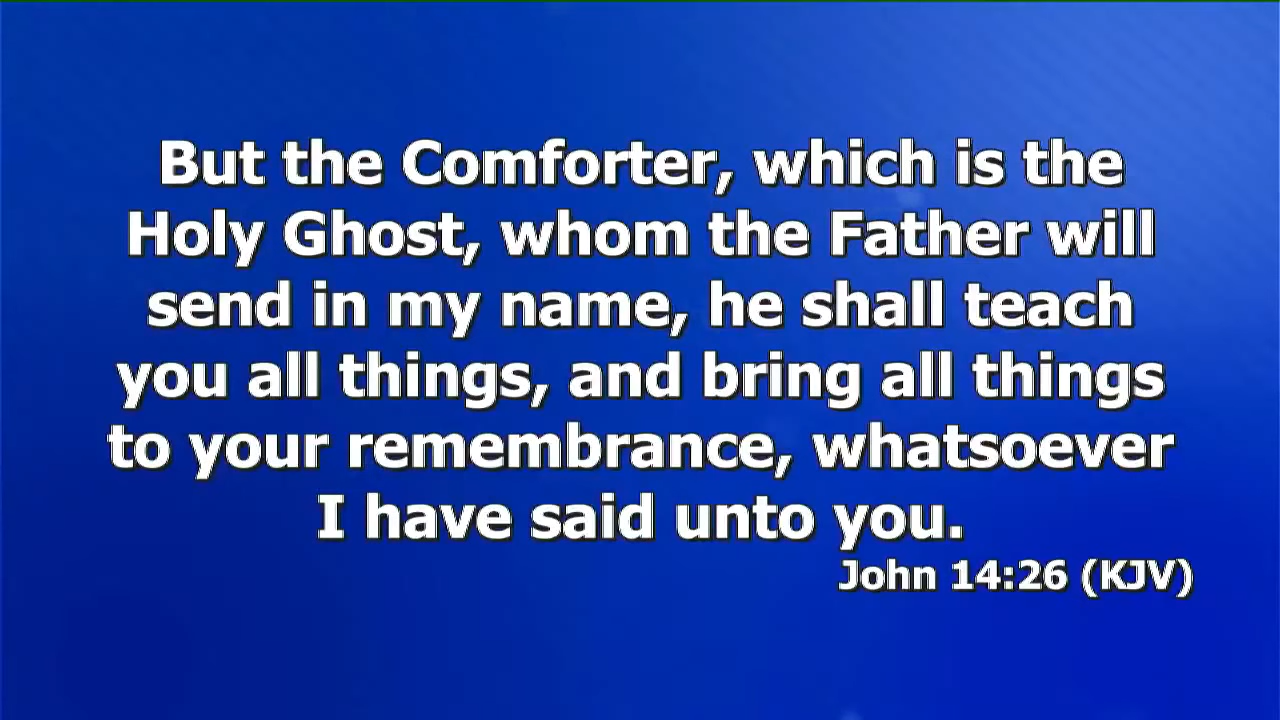 But the Comforter, which is the
Holy Ghost, whom the Father will
send in my name, he shall teach
you all things, and bring all things
to your remembrance, whatsoever
I have said unto you.
John 14:26 (KJV)